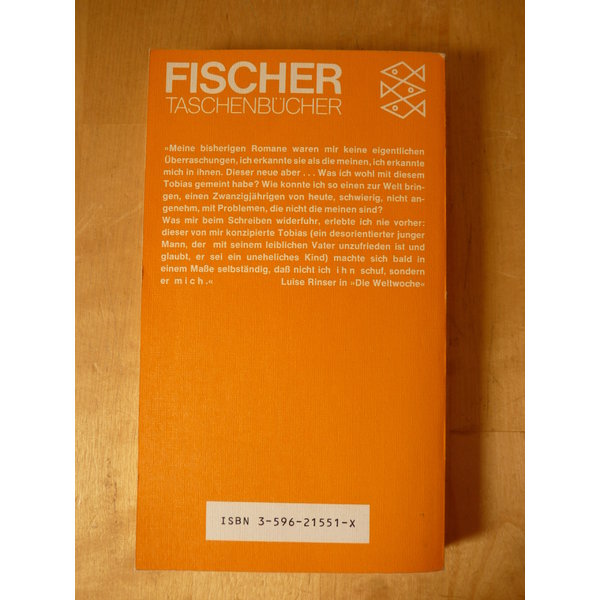 FISCHER
TASCHENBÜCHER
»Meine bisherigen Romane waren mir keine eigentlichen
Überraschungen, ich erkannte sie als die meinen, ich erkannte
mich in ihnen. Dieser neue aber . . . Was ich wohl mit diesem
Tobias gemeint habe? Wie konnte ich so einen zur Welt brin-
gen, einen Zwanzigjährigen von heute, schwierig, nicht an-
genehm, mit Problemen, die nicht die meinen sind?
Was mir beim Schreiben widerfuhr, erlebte ich nie vorher:
dieser von mir konzipierte Tobias (ein desorientierter junger
Mann, der mit seinem leiblichen Vater unzufrieden ist und
glaubt, er sei ein uneheliches Kind) machte sich bald in
einem Maße selbständig, daß nicht ich i h n schuf, sondern
er m i c h .« Luise Rinser in »Die Weltwoche«
ISBN 3-596-21551-X